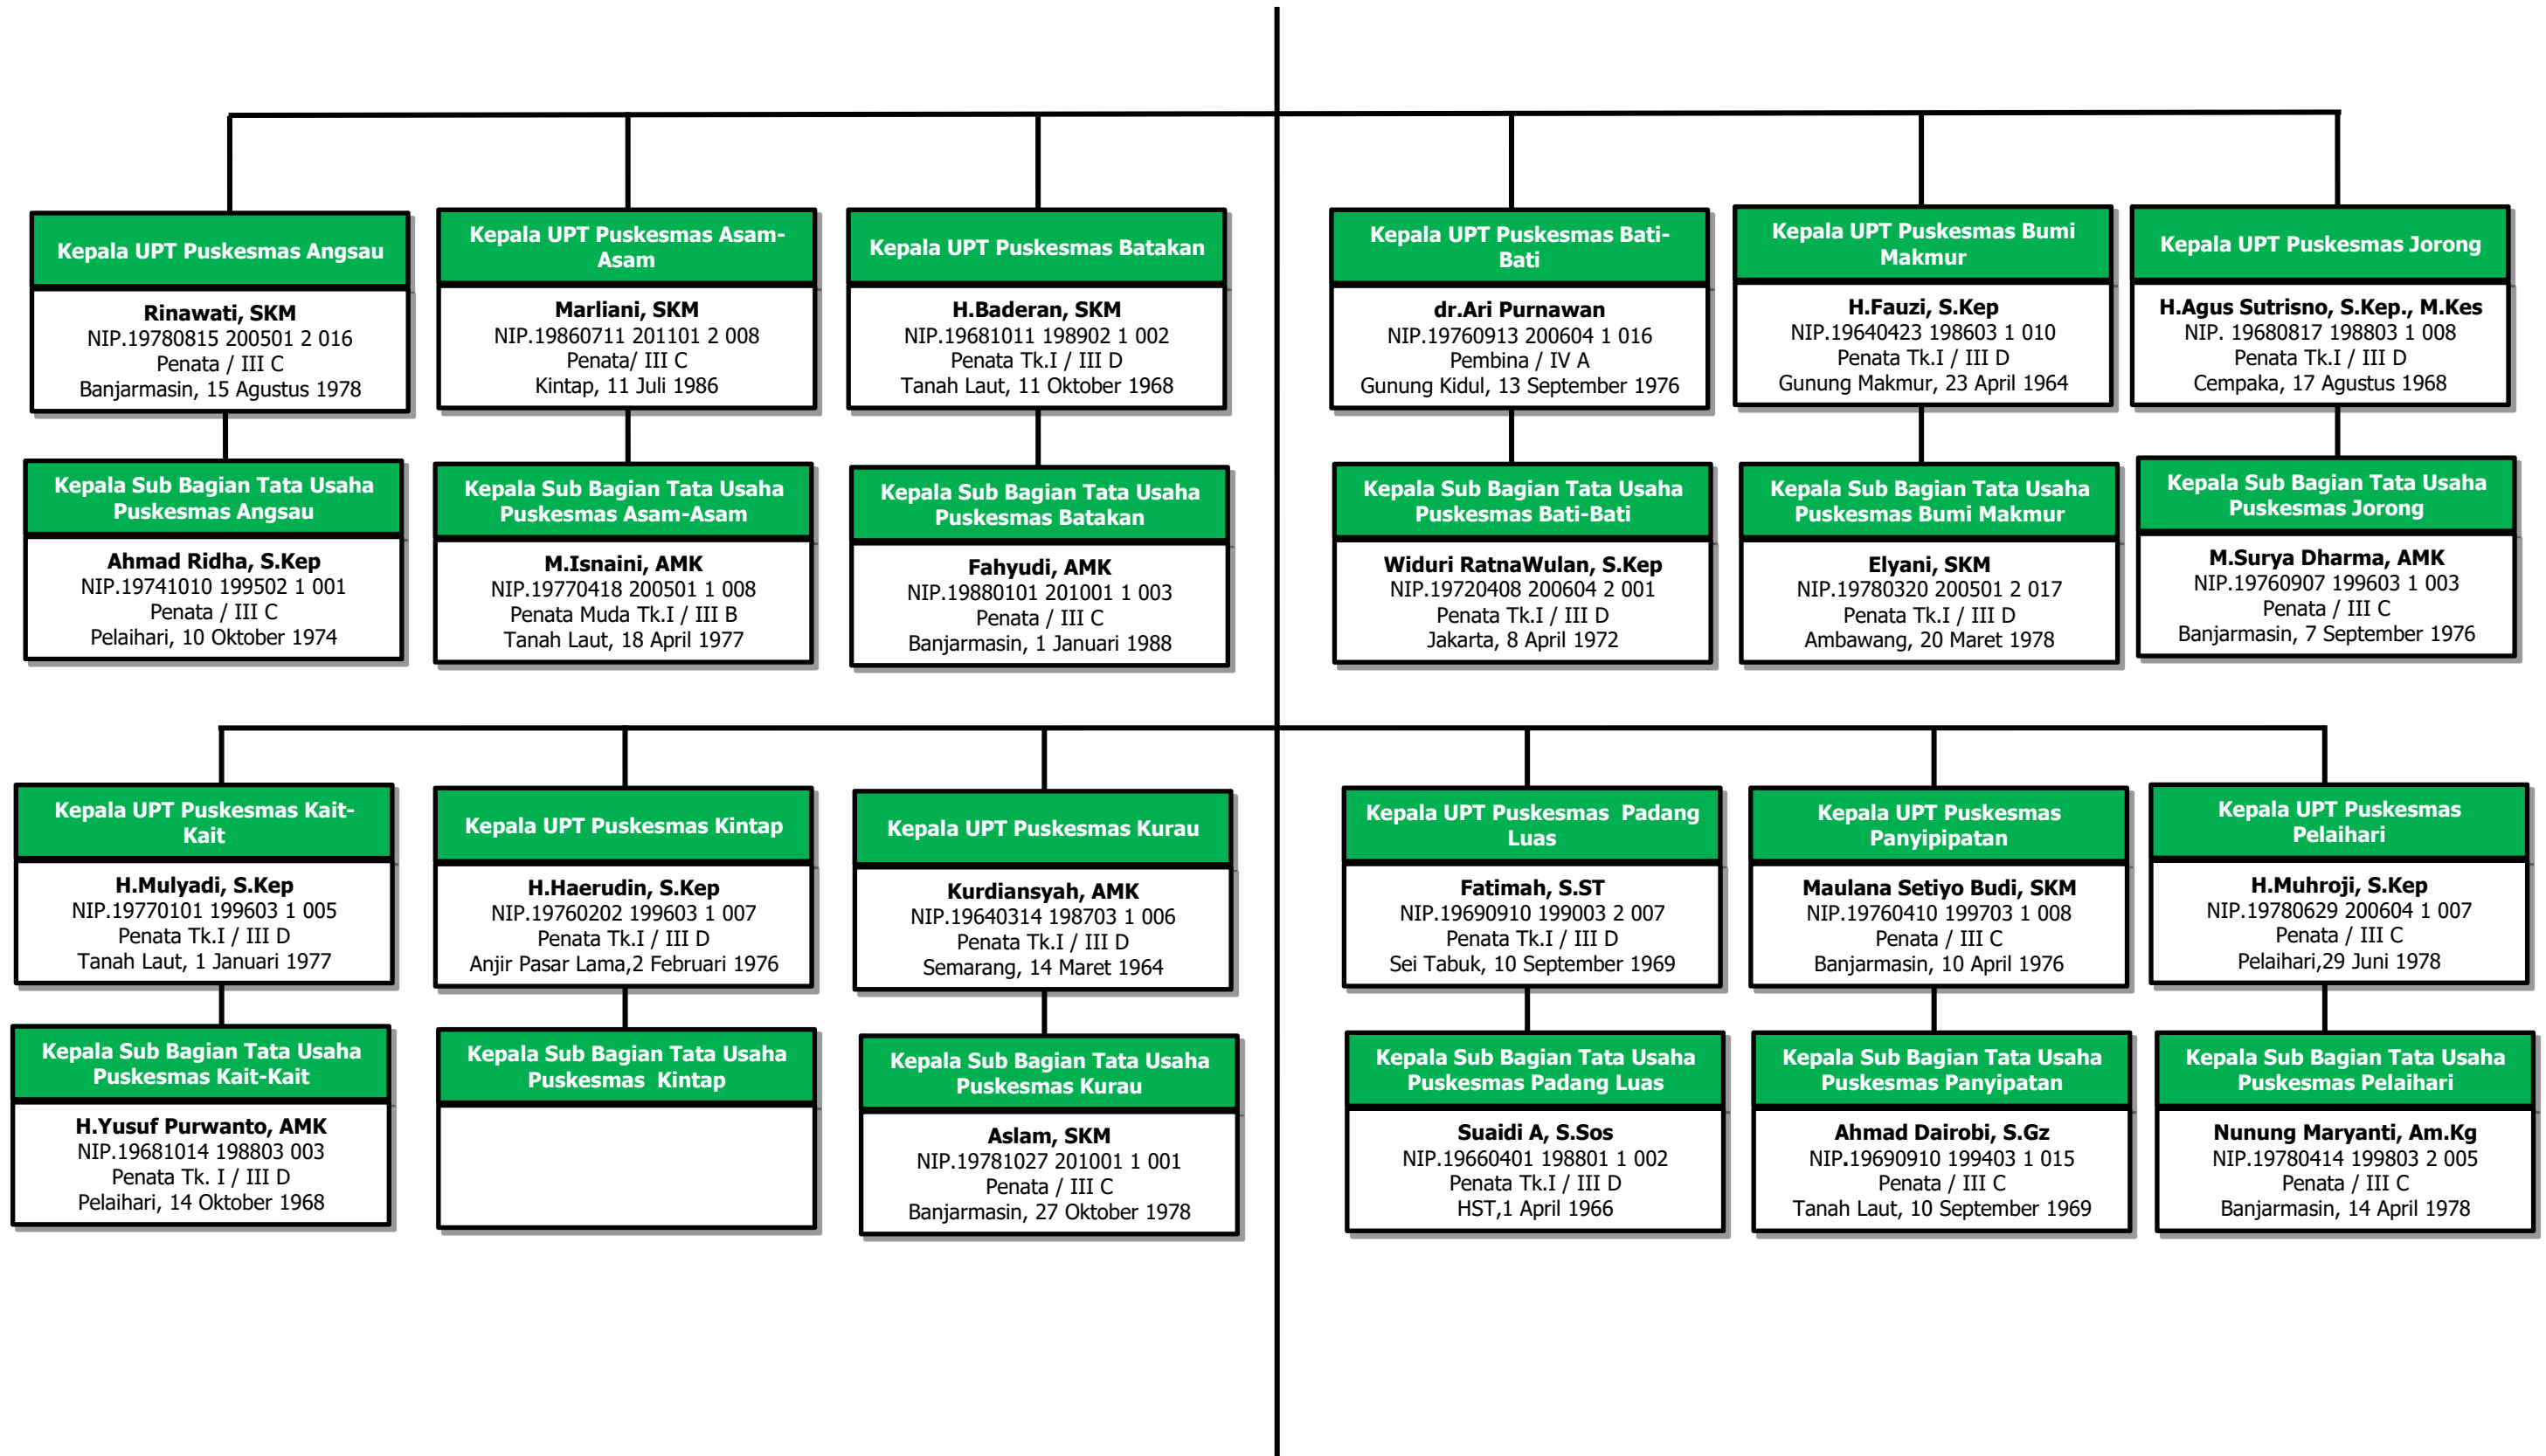 Kepala UPT Puskesmas Angsau
Rinawati, SKM
NIP.19780815 200501 2 016
Penata / III C
Banjarmasin, 15 Agustus 1978
Kepala Sub Bagian Tata Usaha
Puskesmas Angsau
Ahmad Ridha, S.Kep
NIP.19741010 199502 1 001
Penata / III C
Pelaihari, 10 Oktober 1974
Kepala UPT Puskesmas Asam-
Asam
Marliani, SKM
NIP.19860711 201101 2 008
Penata/ III C
Kintap, 11 Juli 1986
Kepala Sub Bagian Tata Usaha
Puskesmas Asam-Asam
M.Isnaini, AMK
NIP.19770418 200501 1 008
Penata Muda Tk.I / III B
Tanah Laut, 18 April 1977
Kepala UPT Puskesmas Batakan
H.Baderan, SKM
NIP.19681011 198902 1 002
Penata Tk.I / III D
Tanah Laut, 11 Oktober 1968
Kepala Sub Bagian Tata Usaha
Puskesmas Batakan
Fahyudi, AMK
NIP.19880101 201001 1 003
Penata / III C
Banjarmasin, 1 Januari 1988
Kepala UPT Puskesmas Bati-
Bati
dr.Ari Purnawan
NIP.19760913 200604 1 016
Pembina / IV A
Gunung Kidul, 13 September 1976
Kepala Sub Bagian Tata Usaha
Puskesmas Bati-Bati
Widuri RatnaWulan, S.Kep
NIP.19720408 200604 2 001
Penata Tk.I / III D
Jakarta, 8 April 1972
Kepala UPT Puskesmas Bumi
Makmur
H.Fauzi, S.Kep
NIP.19640423 198603 1 010
Penata Tk.I / III D
Gunung Makmur, 23 April 1964
Kepala Sub Bagian Tata Usaha
Puskesmas Bumi Makmur
Elyani, SKM
NIP.19780320 200501 2 017
Penata Tk.I / III D
Ambawang, 20 Maret 1978
Kepala UPT Puskesmas Jorong
H.Agus Sutrisno, S.Kep., M.Kes
NIP. 19680817 198803 1 008
Penata Tk.I / III D
Cempaka, 17 Agustus 1968
Kepala Sub Bagian Tata Usaha
Puskesmas Jorong
M.Surya Dharma, AMK
NIP.19760907 199603 1 003
Penata / III C
Banjarmasin, 7 September 1976
Kepala UPT Puskesmas Kait-
Kait
H.Mulyadi, S.Kep
NIP.19770101 199603 1 005
Penata Tk.I / III D
Tanah Laut, 1 Januari 1977
Kepala Sub Bagian Tata Usaha
Puskesmas Kait-Kait
H.Yusuf Purwanto, AMK
NIP.19681014 198803 003
Penata Tk. I / III D
Pelaihari, 14 Oktober 1968
Kepala UPT Puskesmas Kintap
H.Haerudin, S.Kep
NIP.19760202 199603 1 007
Penata Tk.I / III D
Anjir Pasar Lama,2 Februari 1976
Kepala Sub Bagian Tata Usaha
Puskesmas  Kintap
Kepala UPT Puskesmas Kurau
Kurdiansyah, AMK
NIP.19640314 198703 1 006
Penata Tk.I / III D
Semarang, 14 Maret 1964
Kepala Sub Bagian Tata Usaha
Puskesmas Kurau
Aslam, SKM
NIP.19781027 201001 1 001
Penata / III C
Banjarmasin, 27 Oktober 1978
Kepala UPT Puskesmas  Padang
Luas
Fatimah, S.ST
NIP.19690910 199003 2 007
Penata Tk.I / III D
Sei Tabuk, 10 September 1969
Kepala Sub Bagian Tata Usaha
Puskesmas Padang Luas
Suaidi A, S.Sos
NIP.19660401 198801 1 002
Penata Tk.I / III D
HST,1 April 1966
Kepala UPT Puskesmas
Panyipipatan
Maulana Setiyo Budi, SKM
NIP.19760410 199703 1 008
Penata / III C
Banjarmasin, 10 April 1976
Kepala Sub Bagian Tata Usaha
Puskesmas Panyipatan
Ahmad Dairobi, S.Gz
NIP.19690910 199403 1 015
Penata / III C
Tanah Laut, 10 September 1969
Kepala UPT Puskesmas
Pelaihari
H.Muhroji, S.Kep
NIP.19780629 200604 1 007
Penata / III C
Pelaihari,29 Juni 1978
Kepala Sub Bagian Tata Usaha
Puskesmas Pelaihari
Nunung Maryanti, Am.Kg
NIP.19780414 199803 2 005
Penata / III C
Banjarmasin, 14 April 1978